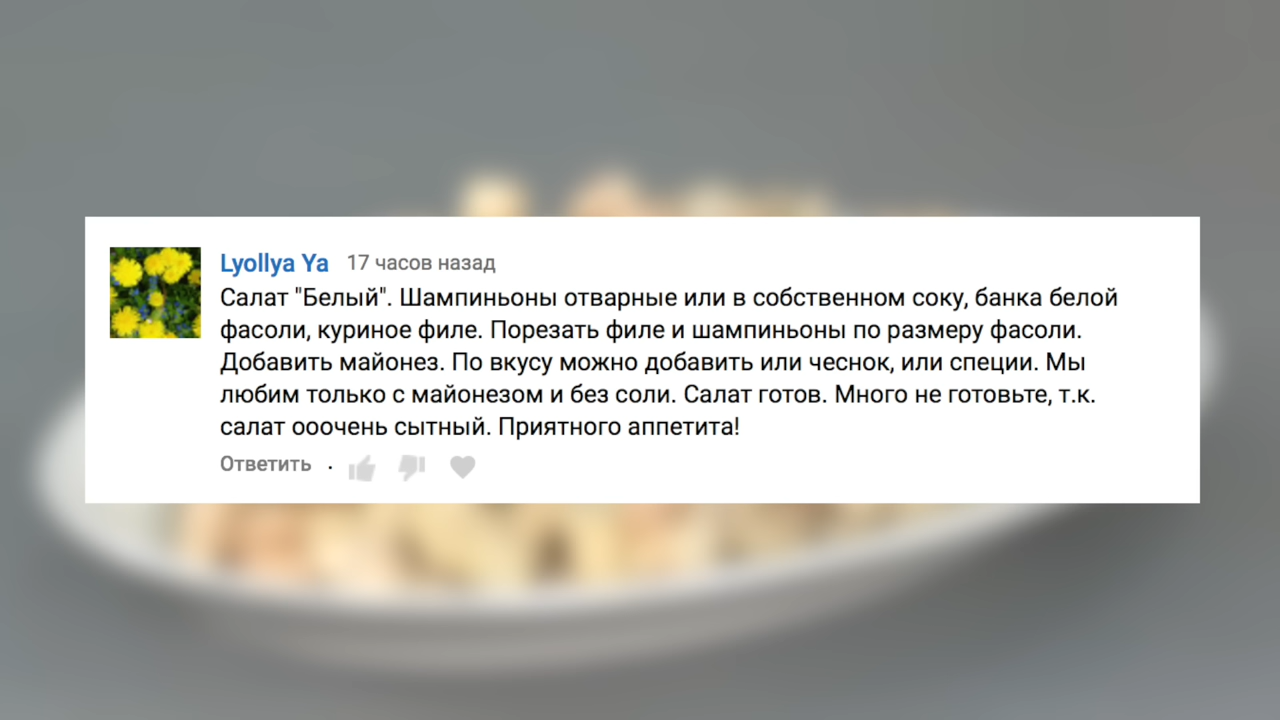 Lyollya Ya 17 часов назад
Салат "Белый". Шампиньоны отварные или в собственном соку, банка белой
фасоли, куриное филе. Порезать филе и шампиньоны по размеру фасоли.
Добавить майонез. По вкусу можно добавить или чеснок, или специи. Мы
любим только с майонезом и без соли. Салат готов. Много не готовьте, т.к.
салат ооочень сытный. Приятного аппетита!
Ответить ·